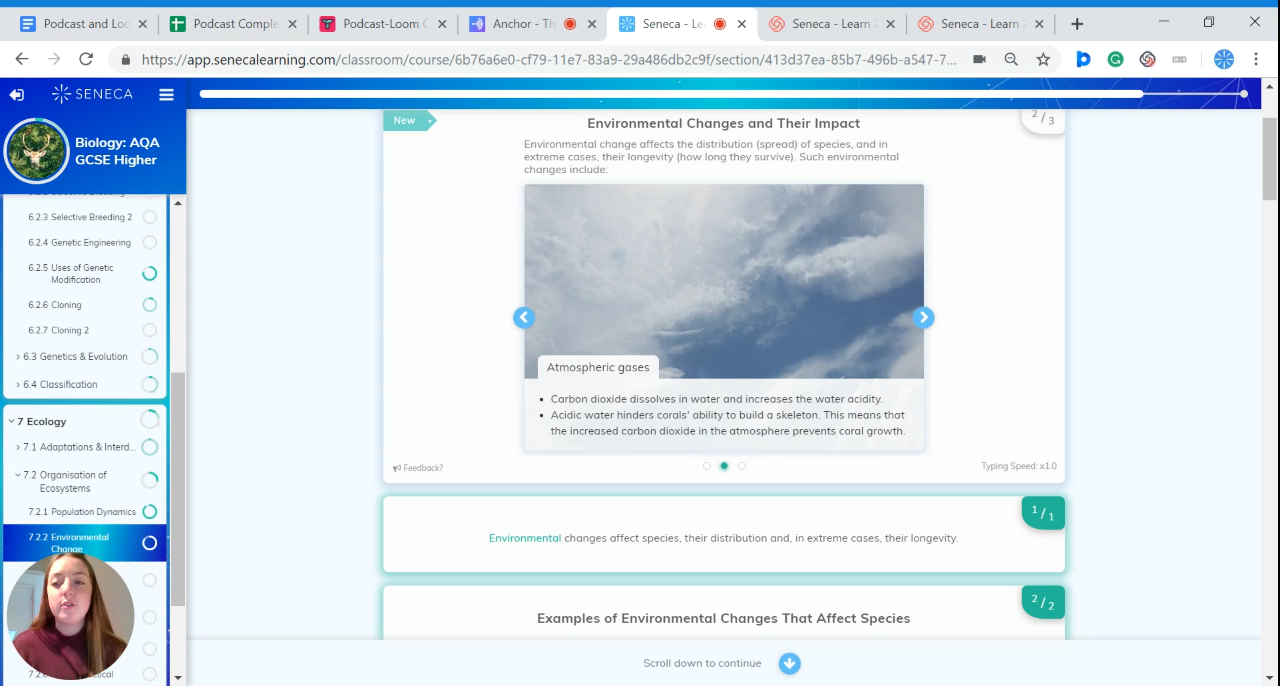 Podcast and Loo
Podcast Comple
Podcast-Loom C
Anchor - Th
Seneca - Le
Seneca - Learn 2
Seneca - Learn 2
https://app.senecalearning.com/classroom/course/6b76a6e0-cf79-11e7-83a9-29a486db2c9f/section/413d37ea-85b7-496b-a547-7...
SENECA
Biology: AQA
GCSE Higher
6.2.3 Selective Breeding 2
6.2.4 Genetic Engineering
6.2.5 Uses of Genetic
Modification
6.2.6 Cloning
6.2.7 Cloning 2
6.3 Genetics & Evolution
6.4 Classification
7 Ecology
7.1 Adaptations & Interd...
7.2 Organisation of
Ecosystems
7.2.1 Population Dynamics
7.2.2 Environmental
Change
New
Environmental Changes and Their Impact
2 / 3
Environmental change affects the distribution (spread) of species, and in
extreme cases, their longevity (how long they survive). Such environmental
changes include:
Atmospheric gases
• Carbon dioxide dissolves in water and increases the water acidity.
• Acidic water hinders corals' ability to build a skeleton. This means that
the increased carbon dioxide in the atmosphere prevents coral growth.
Feedback?
Typing Speed: x1.0
1 / 1
Environmental changes affect species, their distribution and, in extreme cases, their longevity.
2 / 2
Examples of Environmental Changes That Affect Species
Scroll down to continue